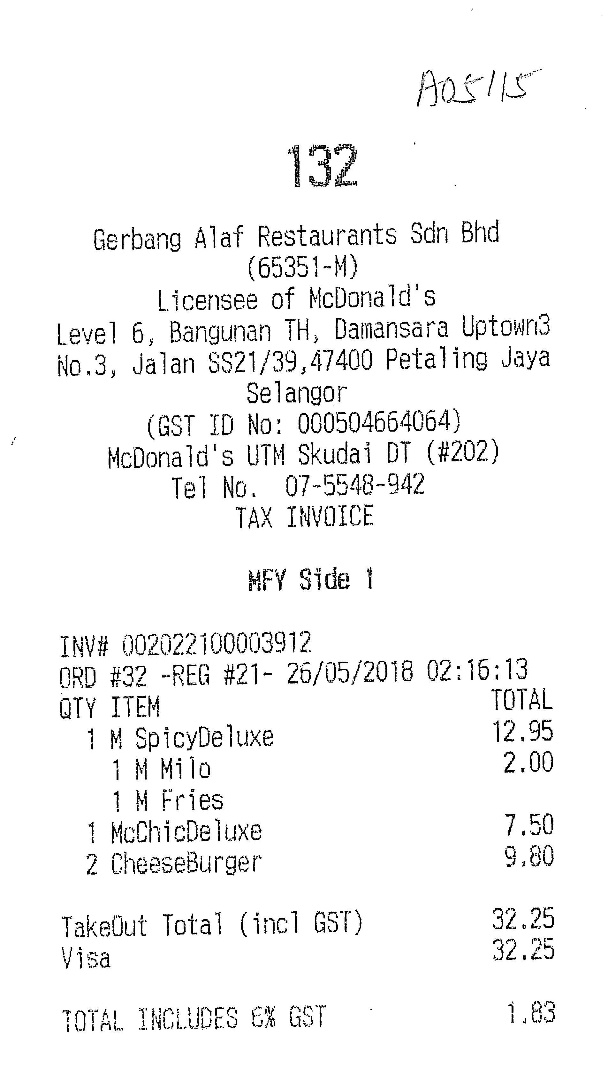 A05115
132
Gerbang Alaf Restaurants Sdn Bhd
(65351-M)
Licensee of McDonald's
Level 6, Bangunan TH, Damansara Uptown3
No.3, Jalan SS21/39,47400 Petaling Jaya
Selangor
(GST ID No: 000504664064)
McDonald's UTM Skudai DT (#202)
Tel No. 07-5548-942
TAX INVOICE
MFY Side 1
INV# 002022100003912
ORD #32 -REG #21- 26/05/2018 02:16:13
QTY ITEM TOTAL
1 M SpicyDeluxe 12.95
1 M Milo 2.00
1 M Fries
1 McChicDeluxe 7.50
2 CheeseBurger 9.80
TakeOut Total (incl GST) 32.25
Visa 32.25
TOTAL INCLUDES 6% GST 1.83